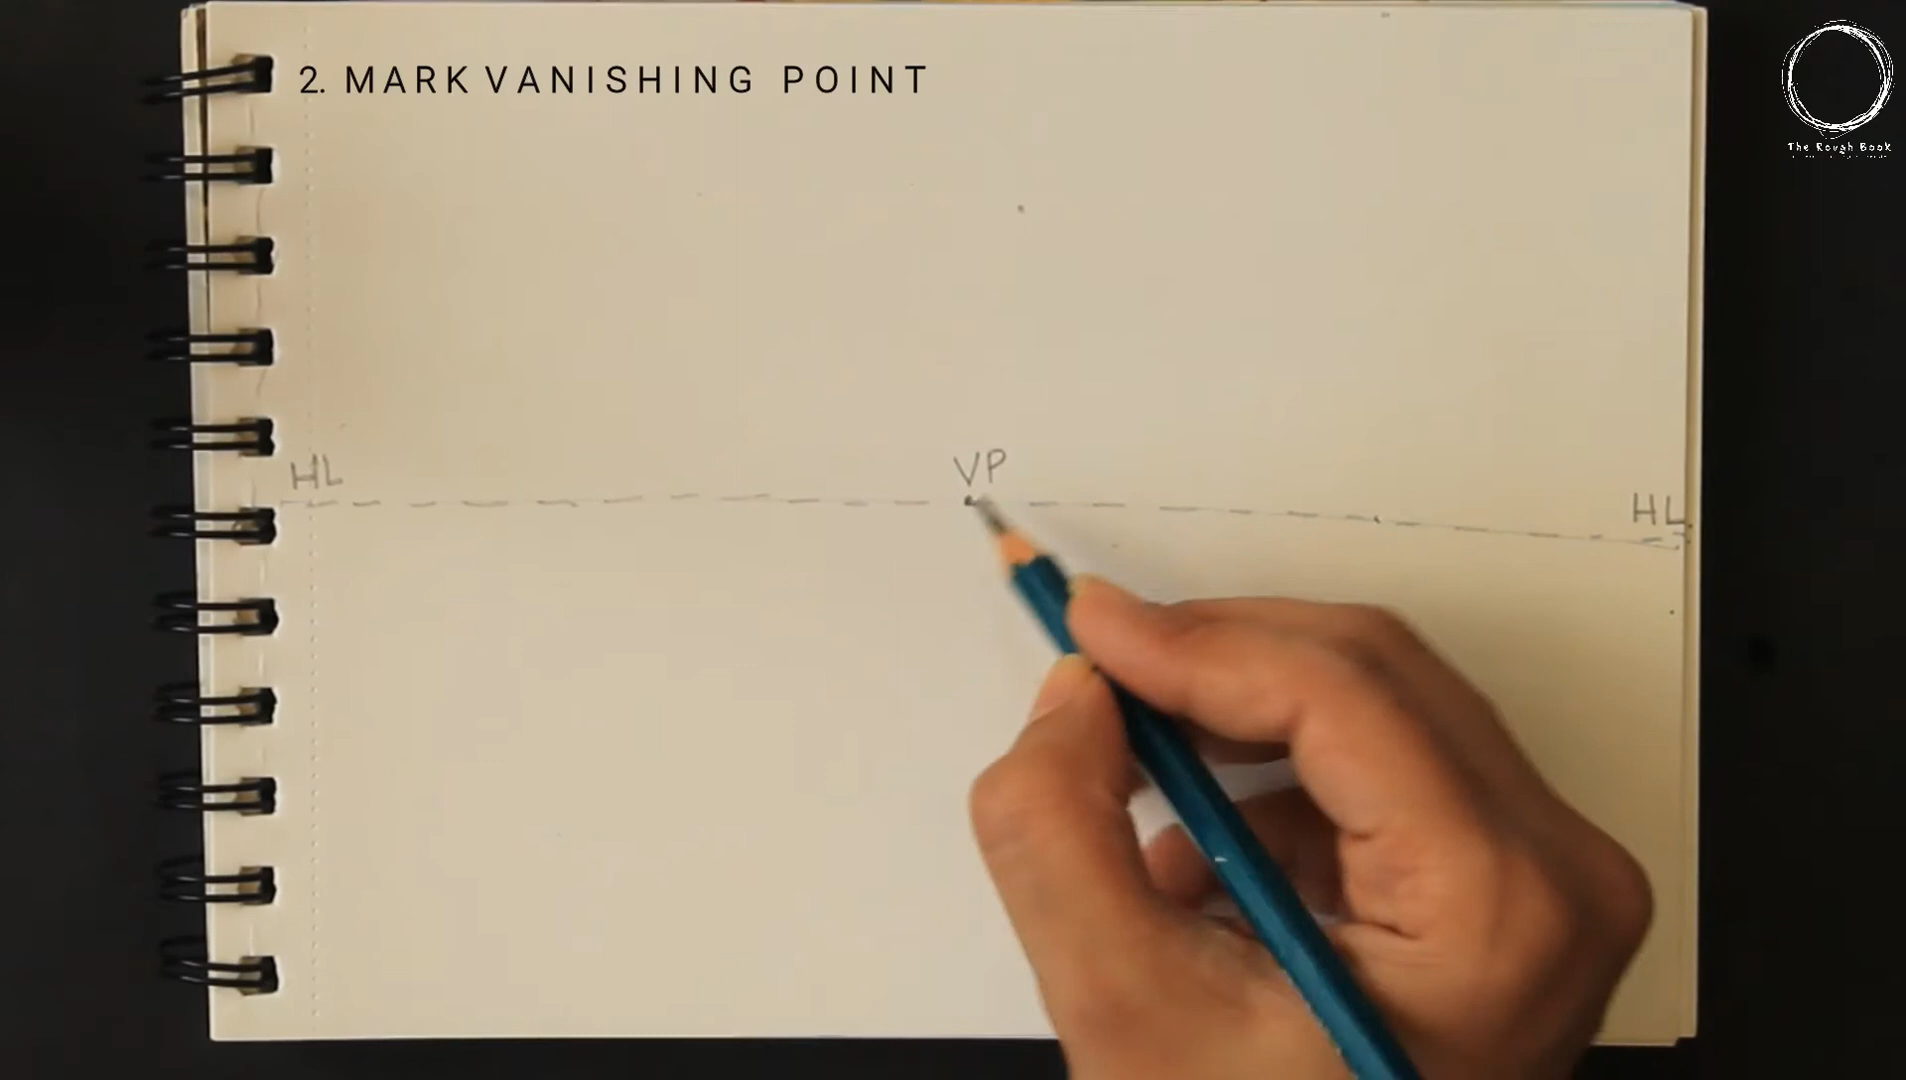 2. MARK VANISHING POINT
The Rough Book
HL
VP
HL